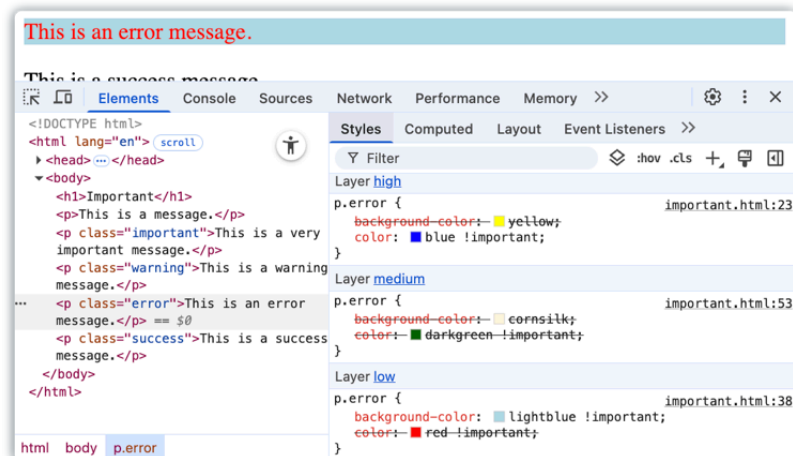 This is an error message.
This is a success message.
Elements Console Sources Network Performance Memory
<!DOCTYPE html>
<html lang="en"> scroll
<head> … </head>
<body>
<h1>Important</h1>
<p>This is a message.</p>
<p class="important">This is a very
important message.</p>
<p class="warning">This is a warning
message.</p>
… <p class="error">This is an error
message.</p> == $0
<p class="success">This is a success
message.</p>
</body>
</html>
html body p.error
Styles Computed Layout Event Listeners
Filter :hov .cls
Layer high
p.error { important.html:23
background-color: yellow;
color: blue !important;
}
Layer medium
p.error { important.html:53
background-color: cornsilk;
color: darkgreen !important;
}
Layer low
p.error { important.html:38
background-color: lightblue !important;
color: red !important;
}